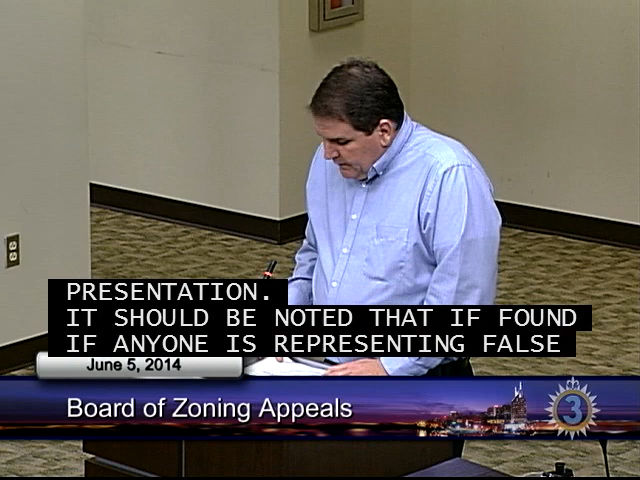 PRESENTATION.
IT SHOULD BE NOTED THAT IF FOUND
IF ANYONE IS REPRESENTING FALSE
June 5, 2014
Board of Zoning Appeals
3